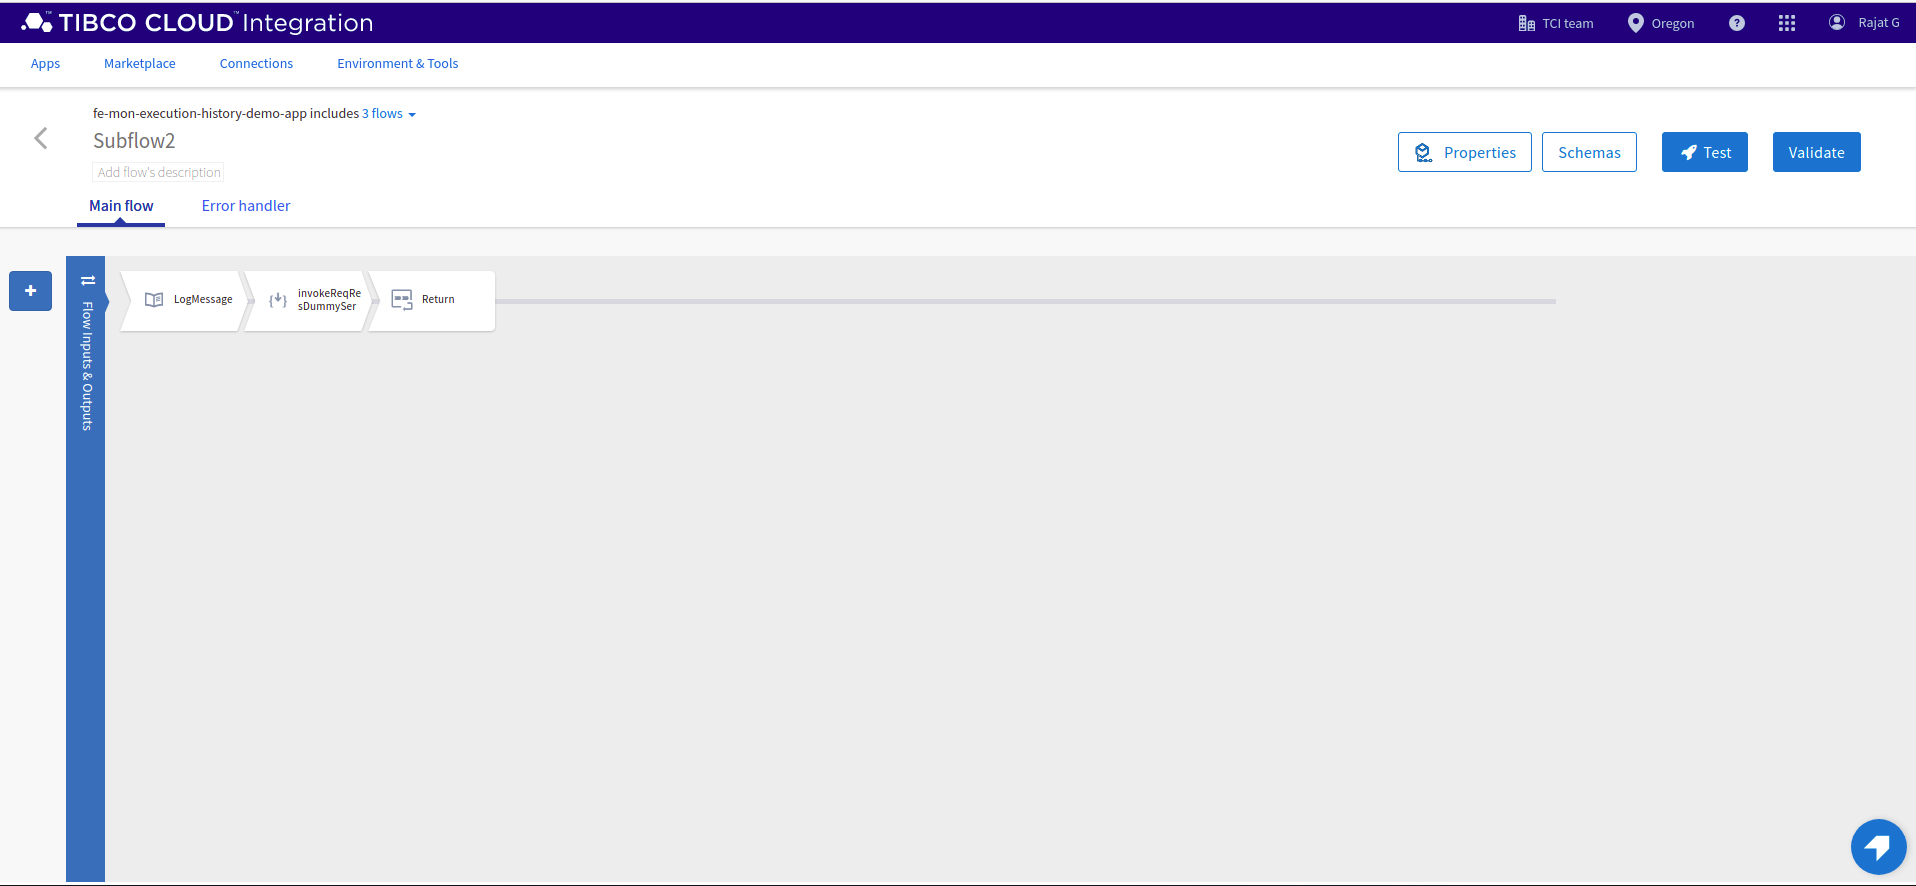 TIBCO CLOUD™ Integration
TCI team
Oregon
?
Rajat G
Apps
Marketplace
Connections
Environment & Tools
fe-mon-execution-history-demo-app includes 3 flows
Subflow2
Add flow's description
Properties
Schemas
Test
Validate
Main flow
Error handler
+
Flow Inputs & Outputs
LogMessage
invokeReqRe
sDummySer
Return